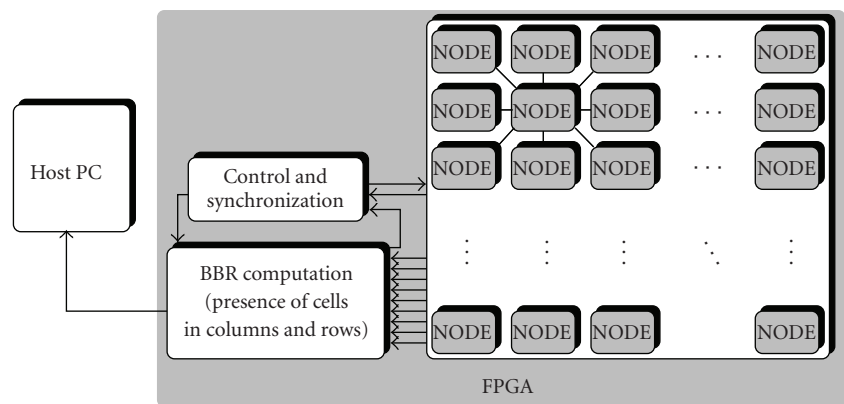 NODE NODE NODE . . . NODE
NODE NODE NODE . . . NODE
NODE NODE NODE . . . NODE
Host PC
Control and
synchronization
BBR computation
(presence of cells
in columns and rows)
NODE NODE NODE NODE
FPGA